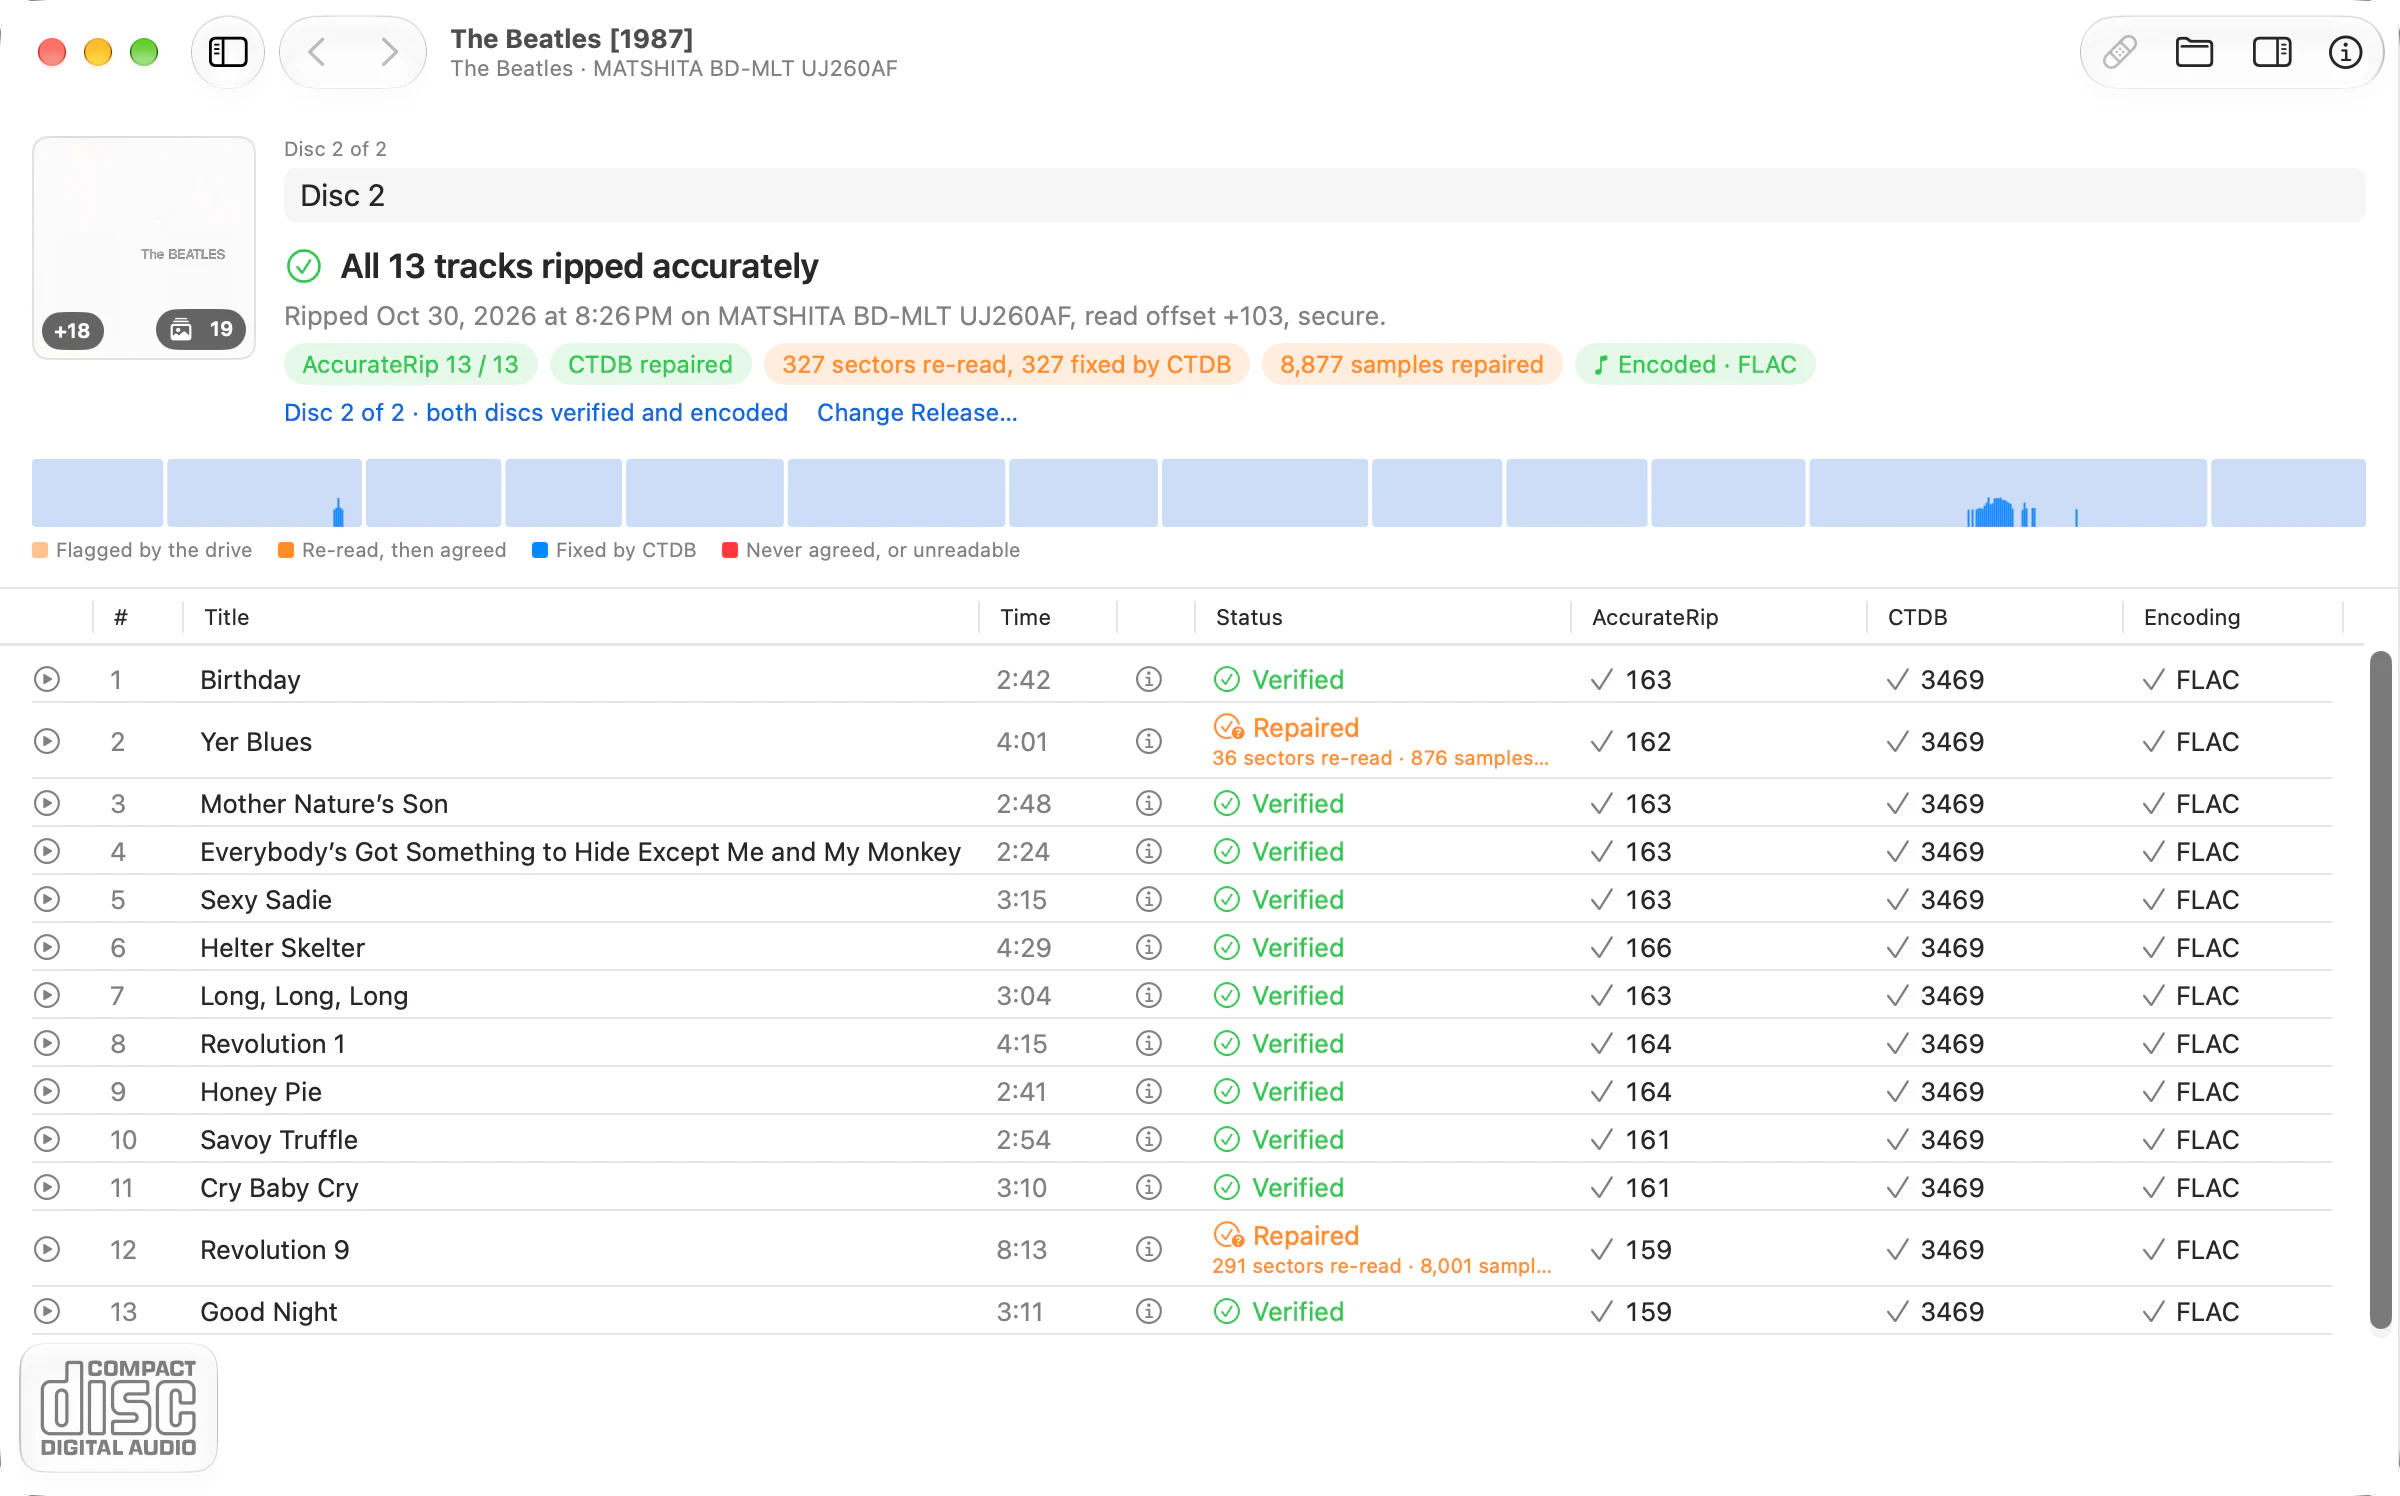 The Beatles [1987]
The Beatles · MATSHITA BD-MLT UJ260AF
Disc 2 of 2
Disc 2
The BEATLES
+18
19
All 13 tracks ripped accurately
Ripped Oct 30, 2026 at 8:26 PM on MATSHITA BD-MLT UJ260AF, read offset +103, secure.
AccurateRip 13 / 13 CTDB repaired 327 sectors re-read, 327 fixed by CTDB 8,877 samples repaired Encoded · FLAC
Disc 2 of 2 · both discs verified and encoded Change Release...
Flagged by the drive Re-read, then agreed Fixed by CTDB Never agreed, or unreadable
# Title Time Status AccurateRip CTDB Encoding
1 Birthday 2:42 Verified 163 3469 FLAC
2 Yer Blues 4:01 Repaired 162 3469 FLAC
36 sectors re-read · 876 samples...
3 Mother Nature’s Son 2:48 Verified 163 3469 FLAC
4 Everybody’s Got Something to Hide Except Me and My Monkey 2:24 Verified 163 3469 FLAC
5 Sexy Sadie 3:15 Verified 163 3469 FLAC
6 Helter Skelter 4:29 Verified 166 3469 FLAC
7 Long, Long, Long 3:04 Verified 163 3469 FLAC
8 Revolution 1 4:15 Verified 164 3469 FLAC
9 Honey Pie 2:41 Verified 164 3469 FLAC
10 Savoy Truffle 2:54 Verified 161 3469 FLAC
11 Cry Baby Cry 3:10 Verified 161 3469 FLAC
12 Revolution 9 8:13 Repaired 159 3469 FLAC
291 sectors re-read · 8,001 sampl...
13 Good Night 3:11 Verified 159 3469 FLAC
COMPACT
disc
DIGITAL AUDIO